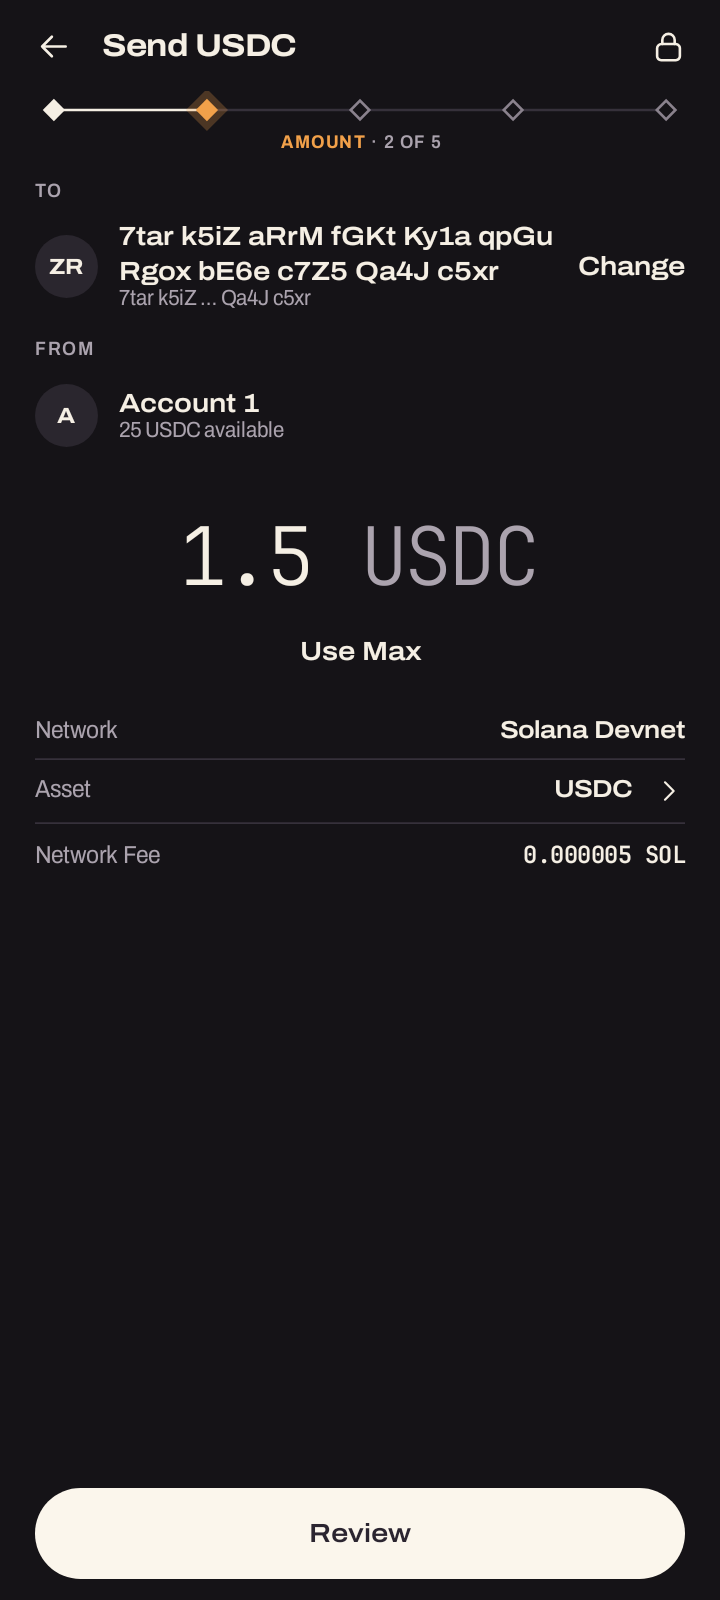 Send USDC
AMOUNT · 2 OF 5
TO
ZR
7tar k5iZ aRrM fGKt Ky1a qpGu
Rgox bE6e c7Z5 Qa4J c5xr
7tar k5iZ … Qa4J c5xr
Change
FROM
A
Account 1
25 USDC available
1.5 USDC
Use Max
Network
Solana Devnet
Asset
USDC
Network Fee
0.000005 SOL
Review